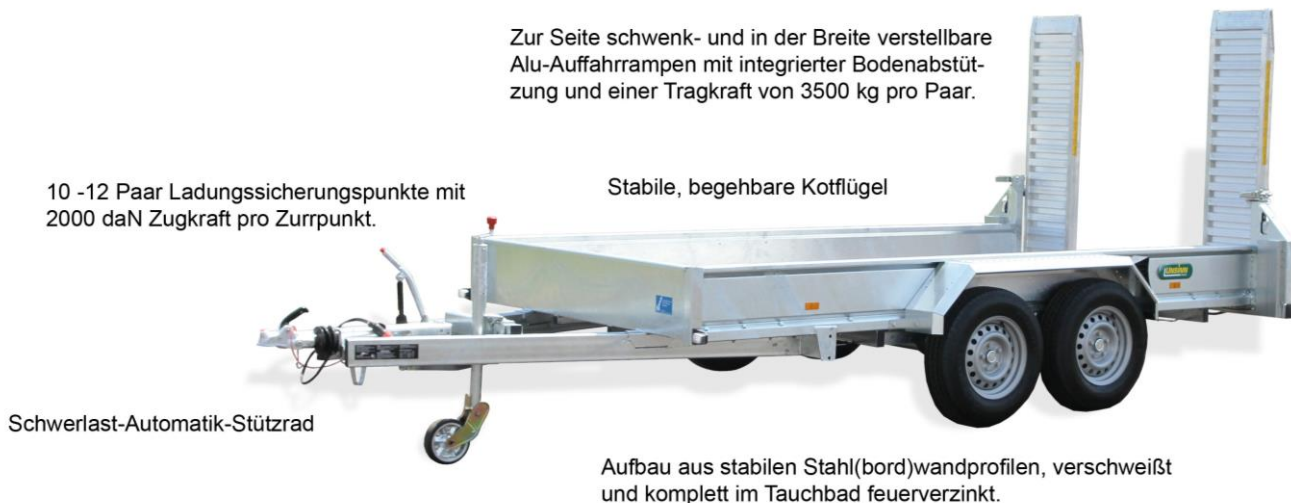 Zur Seite schwenk- und in der Breite verstellbare
Alu-Auffahrrampen mit integrierter Bodenabstüt-
zung und einer Tragkraft von 3500 kg pro Paar.
10 -12 Paar Ladungssicherungspunkte mit
2000 daN Zugkraft pro Zurrpunkt.
Stabile, begehbare Kotflügel
Schwerlast-Automatik-Stützrad
Aufbau aus stabilen Stahl(bord)wandprofilen, verschweißt
und komplett im Tauchbad feuerverzinkt.